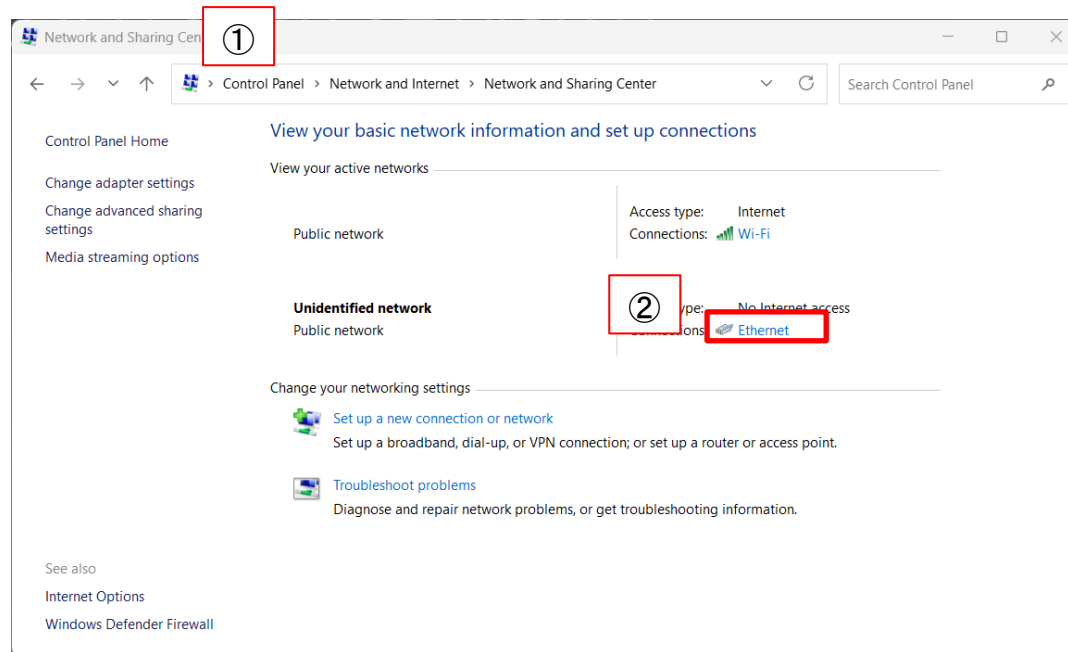 Network and Sharing Cen
①
Control Panel > Network and Internet > Network and Sharing Center
Search Control Panel
Control Panel Home
Change adapter settings
Change advanced sharing
settings
Media streaming options
See also
Internet Options
Windows Defender Firewall
View your basic network information and set up connections
View your active networks
Public network
Access type: Internet
Connections: Wi-Fi
Unidentified network
Public network
②
ype: No Internet access
Ethernet
Change your networking settings
Set up a new connection or network
Set up a broadband, dial-up, or VPN connection; or set up a router or access point.
Troubleshoot problems
Diagnose and repair network problems, or get troubleshooting information.